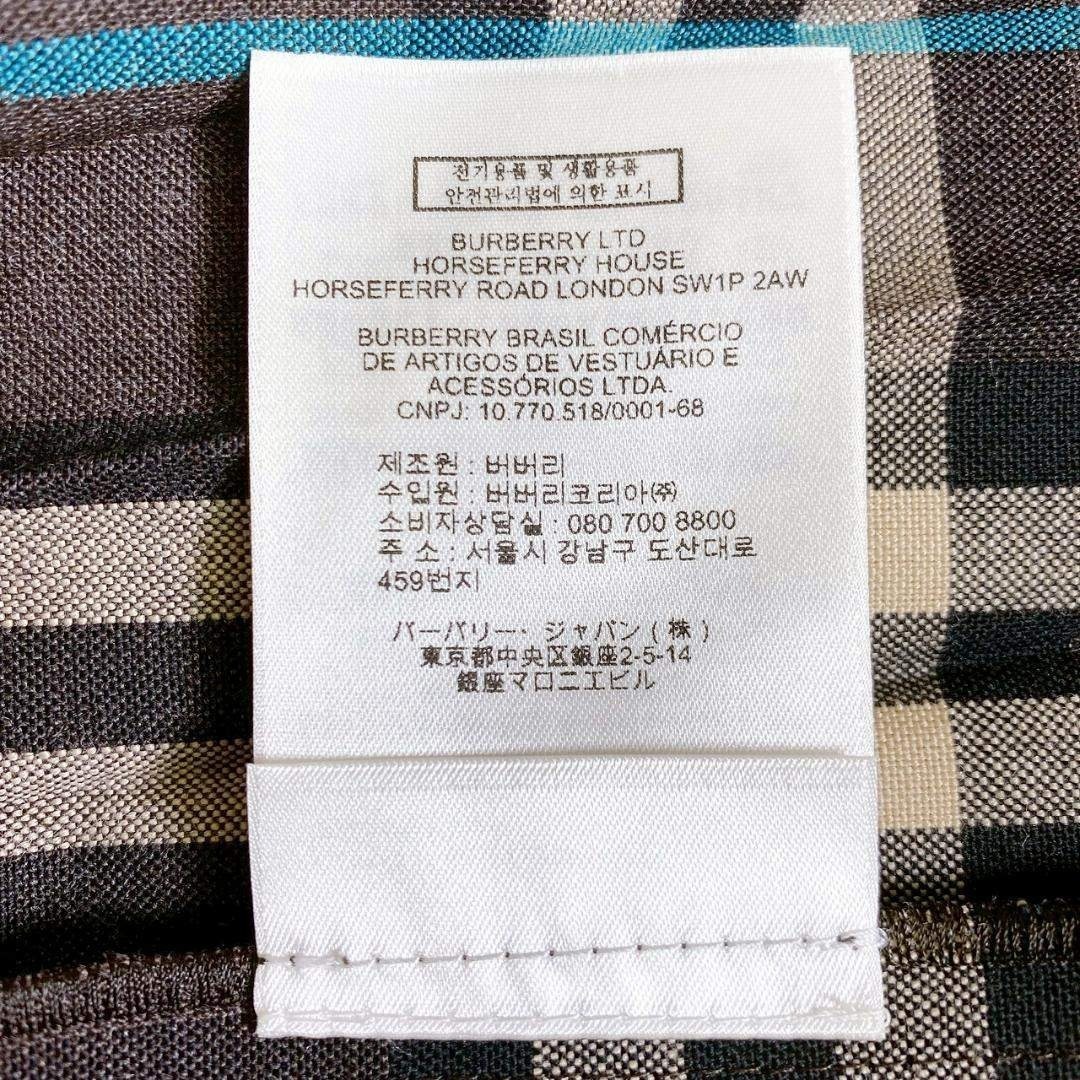 전기용품 및 생활용품
안전관리법에 의한 표시
BURBERRY LTD
HORSEFERRY HOUSE
HORSEFERRY ROAD LONDON SW1P 2AW
BURBERRY BRASIL COMÉRCIO
DE ARTIGOS DE VESTUÁRIO E
ACESSÓRIOS LTDA.
CNPJ: 10.770.518/0001-68
제조원 : 버버리
수입원 : 버버리코리아㈜
소비자상담실 : 080 700 8800
주 소 : 서울시 강남구 도산대로
459번지
バーバリー・ジャパン(株)
東京都中央区銀座2-5-14
銀座マロニエビル